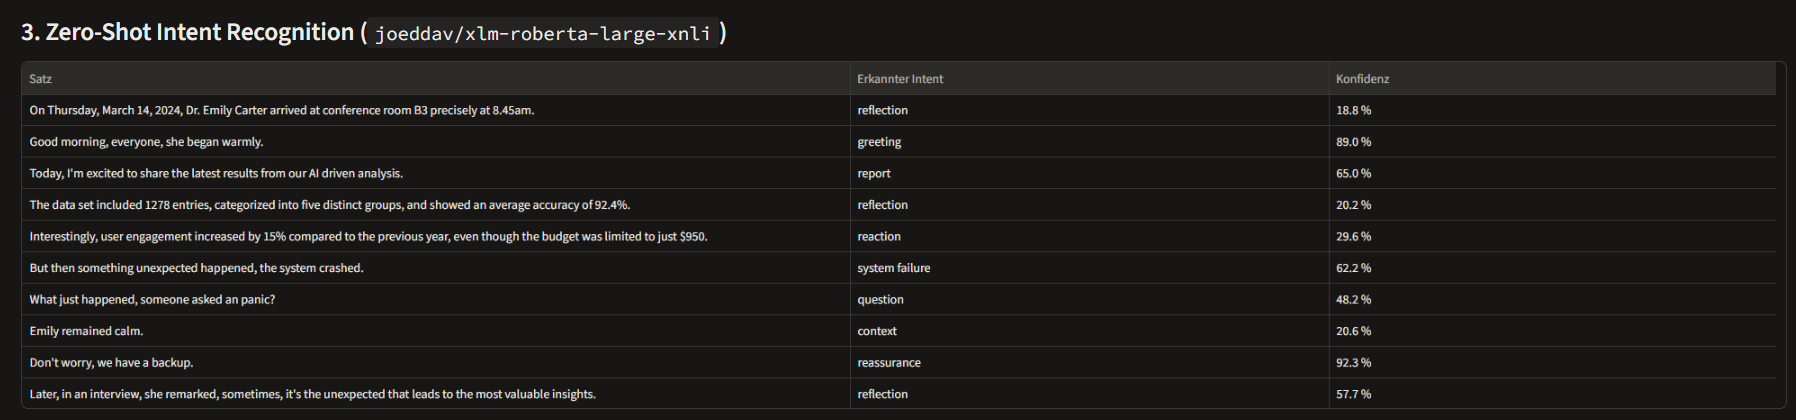 3. Zero-Shot Intent Recognition ( joeddav/xlm-roberta-large-xnli )
Satz Erkannter Intent Konfidenz
On Thursday, March 14, 2024, Dr. Emily Carter arrived at conference room B3 precisely at 8.45am. reflection 18.8 %
Good morning, everyone, she began warmly. greeting 89.0 %
Today, I'm excited to share the latest results from our AI driven analysis. report 65.0 %
The data set included 1278 entries, categorized into five distinct groups, and showed an average accuracy of 92.4%. reflection 20.2 %
Interestingly, user engagement increased by 15% compared to the previous year, even though the budget was limited to just $950. reaction 29.6 %
But then something unexpected happened, the system crashed. system failure 62.2 %
What just happened, someone asked an panic? question 48.2 %
Emily remained calm. context 20.6 %
Don't worry, we have a backup. reassurance 92.3 %
Later, in an interview, she remarked, sometimes, it's the unexpected that leads to the most valuable insights. reflection 57.7 %